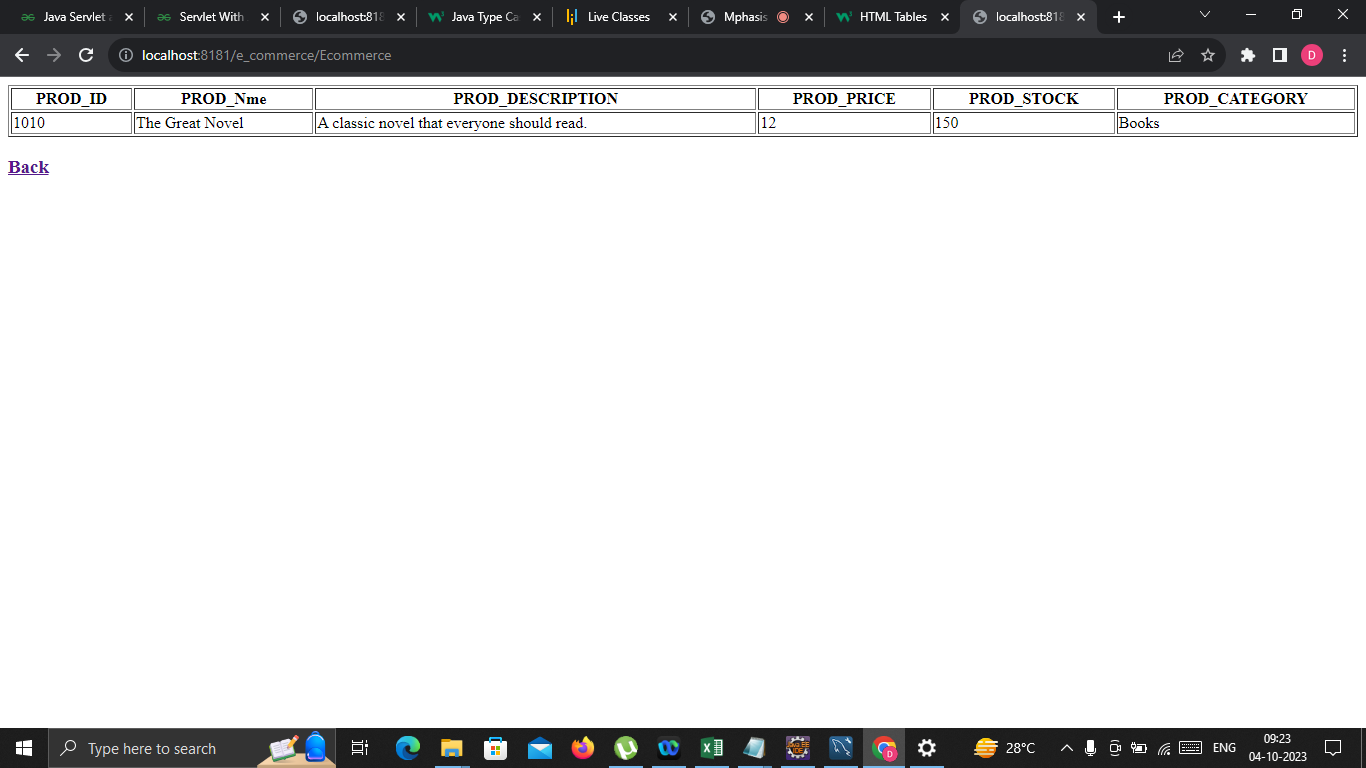 Java Servlet a
Servlet With
localhost:818
Java Type Ca
Live Classes
Mphasis
HTML Tables
localhost:818
localhost:8181/e_commerce/Ecommerce
D
PROD_ID PROD_Nme PROD_DESCRIPTION PROD_PRICE PROD_STOCK PROD_CATEGORY
1010 The Great Novel A classic novel that everyone should read. 12 150 Books
Back
Type here to search
28°C
ENG
09:23
04-10-2023